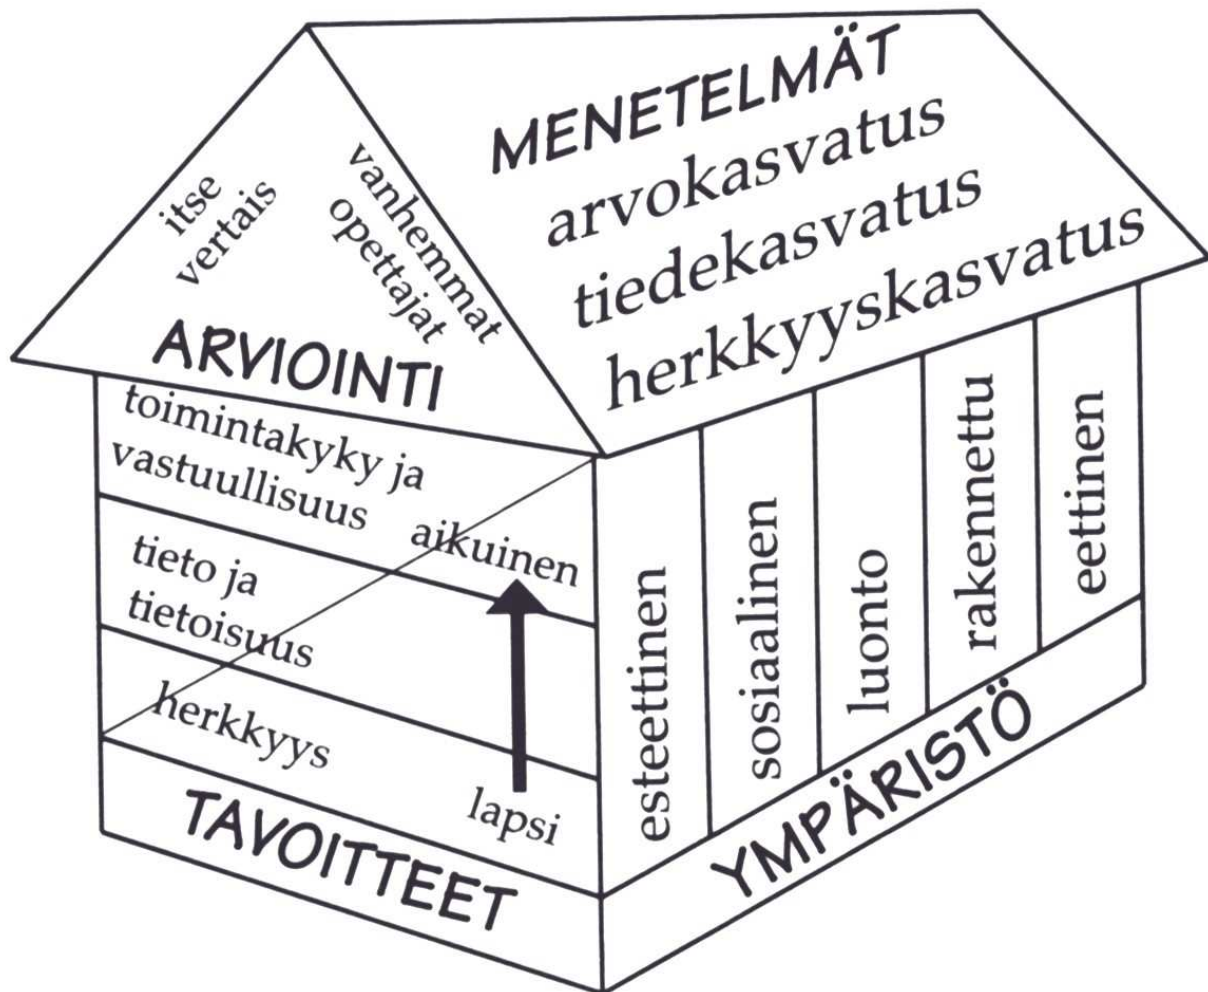 MENETELMÄT
arvokasvatus
tiedekasvatus
herkkyyskasvatus
itse
vertais
vanhemmat
opettajat
ARVIOINTI
toimintakyky ja
vastuullisuus
aikuinen
tieto ja
tietoisuus
herkkyys
lapsi
TAVOITTEET
esteettinen
sosiaalinen
luonto
rakennettu
eettinen
YMPÄRISTÖ